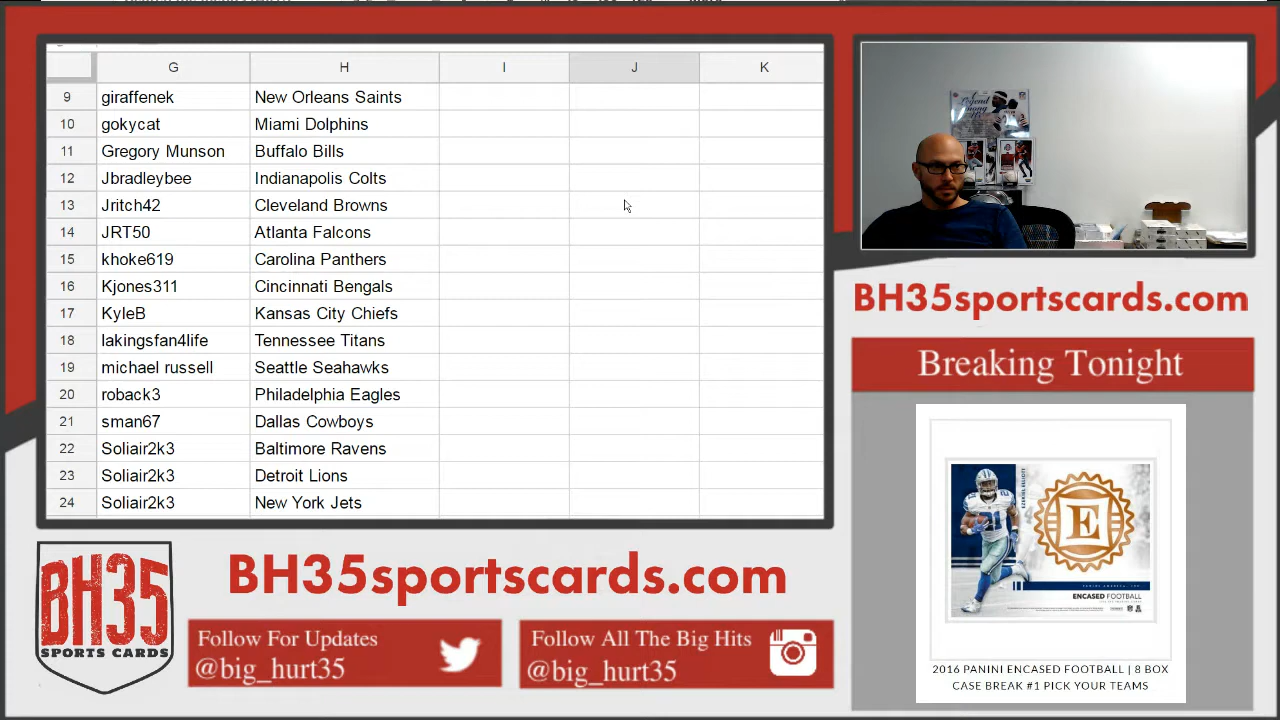 G H I J K
9 giraffenek New Orleans Saints
10 gokycat Miami Dolphins
11 Gregory Munson Buffalo Bills
12 Jbradleybee Indianapolis Colts
13 Jritch42 Cleveland Browns
14 JRT50 Atlanta Falcons
15 khoke619 Carolina Panthers
16 Kjones311 Cincinnati Bengals
17 KyleB Kansas City Chiefs
18 lakingsfan4life Tennessee Titans
19 michael russell Seattle Seahawks
20 roback3 Philadelphia Eagles
21 sman67 Dallas Cowboys
22 Soliair2k3 Baltimore Ravens
23 Soliair2k3 Detroit Lions
24 Soliair2k3 New York Jets
BH35sportscards.com
Breaking Tonight
E
ENCASED FOOTBALL
2016 PANINI ENCASED FOOTBALL | 8 BOX
CASE BREAK #1 PICK YOUR TEAMS
BH35
SPORTS CARDS
BH35sportscards.com
Follow For Updates
@big_hurt35
Follow All The Big Hits
@big_hurt35